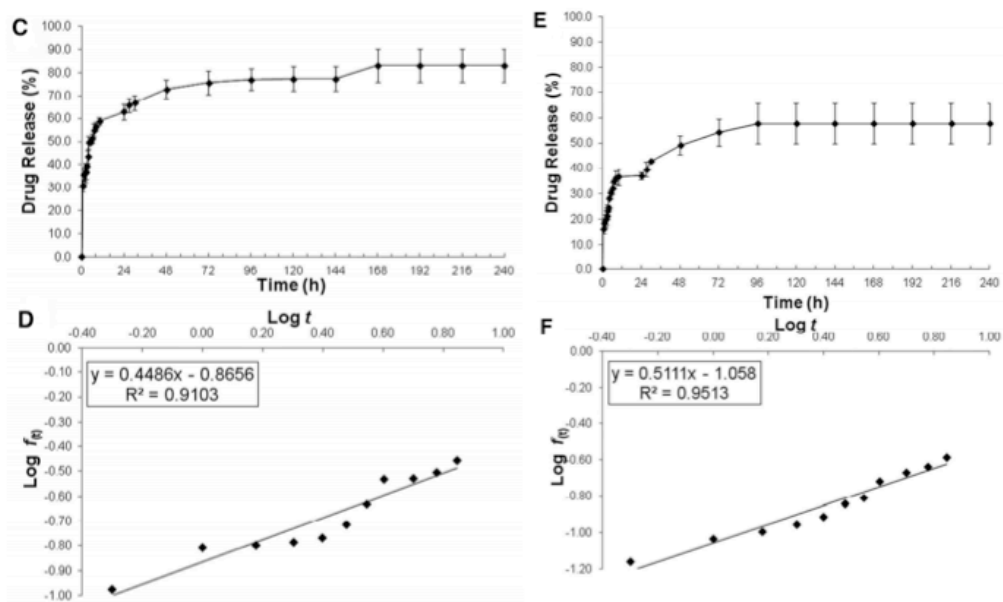 C
Drug Release (%)
100.0
90.0
80.0
70.0
60.0
50.0
40.0
30.0
20.0
10.0
0.0
0 24 48 72 96 120 144 168 192 216 240
Time (h)
E
Drug Release (%)
100.0
90.0
80.0
70.0
60.0
50.0
40.0
30.0
20.0
10.0
0.0
0 24 48 72 96 120 144 168 192 216 240
Time (h)
D
Log t
-0.40 -0.20 0.00 0.20 0.40 0.60 0.80 1.00
0.00
-0.10
-0.20
-0.30
-0.40
-0.50
-0.60
-0.70
-0.80
-0.90
-1.00
Log f(t)
y = 0.4486x - 0.8656
R² = 0.9103
F
Log t
-0.40 -0.20 0.00 0.20 0.40 0.60 0.80 1.00
0.00
-0.20
-0.40
-0.60
-0.80
-1.00
-1.20
Log f(t)
y = 0.5111x - 1.058
R² = 0.9513